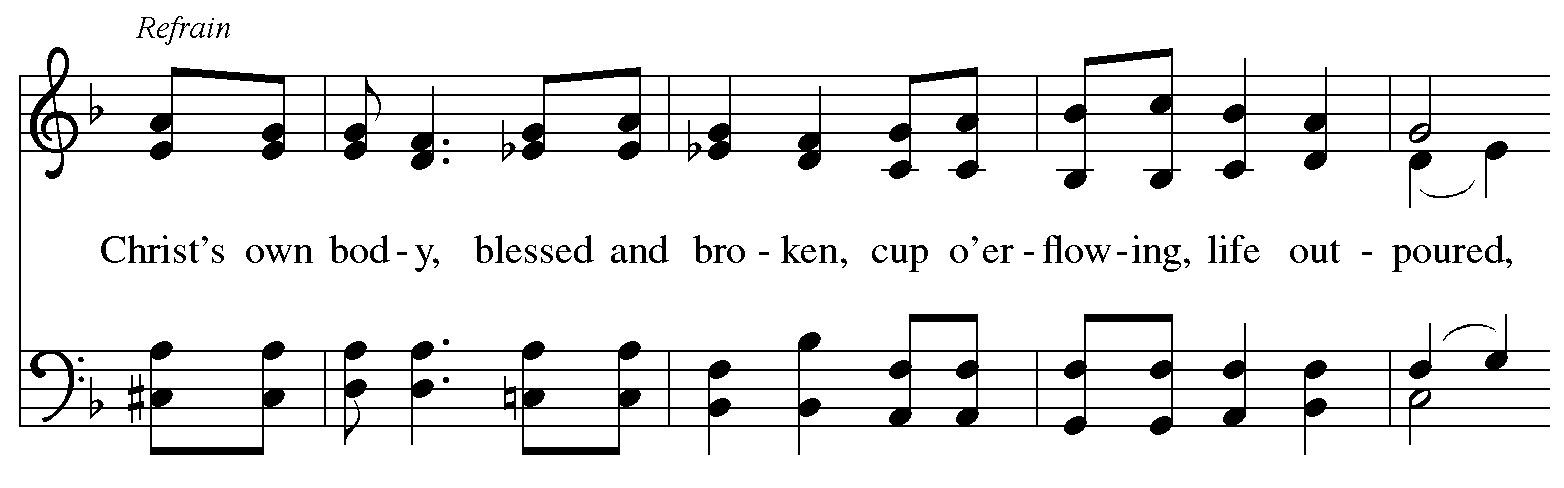 Refrain
Christ's own bod - y, blessed and bro - ken, cup o'er - flow - ing, life out - poured,